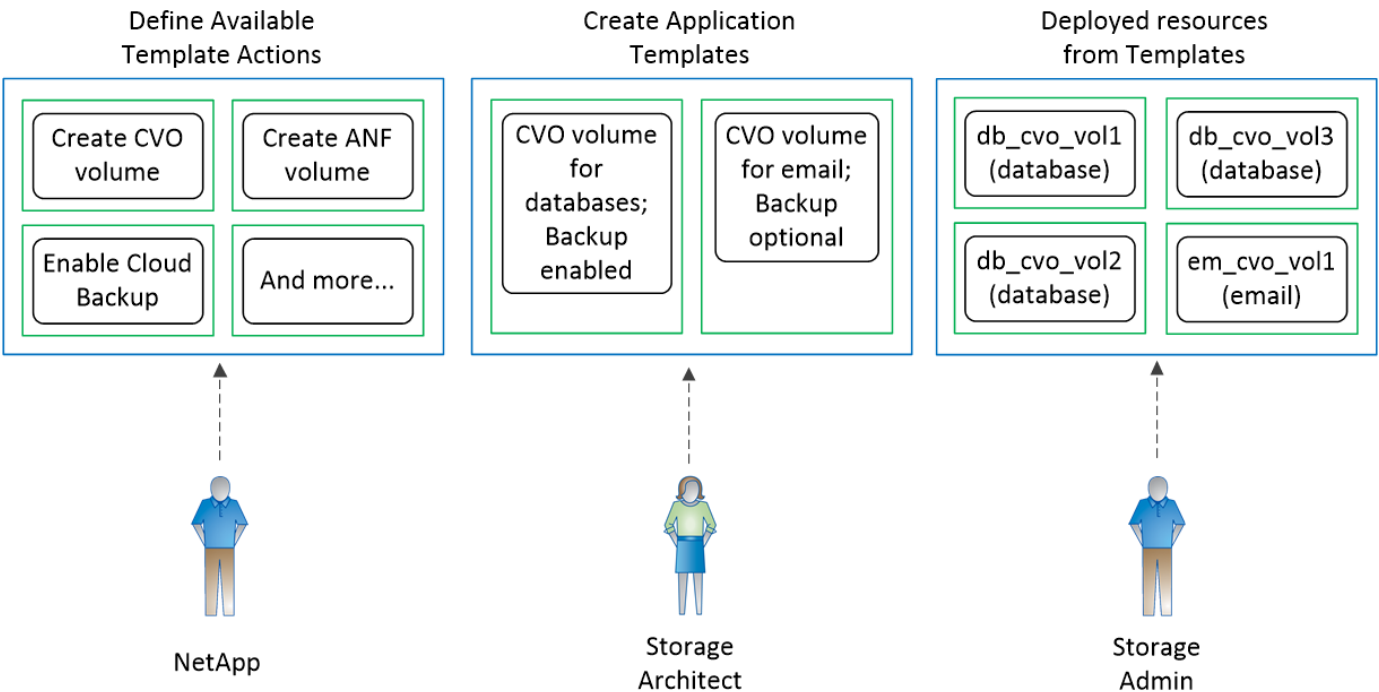 Define Available
Template Actions
Create CVO
volume
Create ANF
volume
Enable Cloud
Backup
And more...
NetApp
Create Application
Templates
CVO volume
for
databases;
Backup
enabled
CVO volume
for email;
Backup
optional
Storage
Architect
Deployed resources
from Templates
db_cvo_vol1
(database)
db_cvo_vol3
(database)
db_cvo_vol2
(database)
em_cvo_vol1
(email)
Storage
Admin